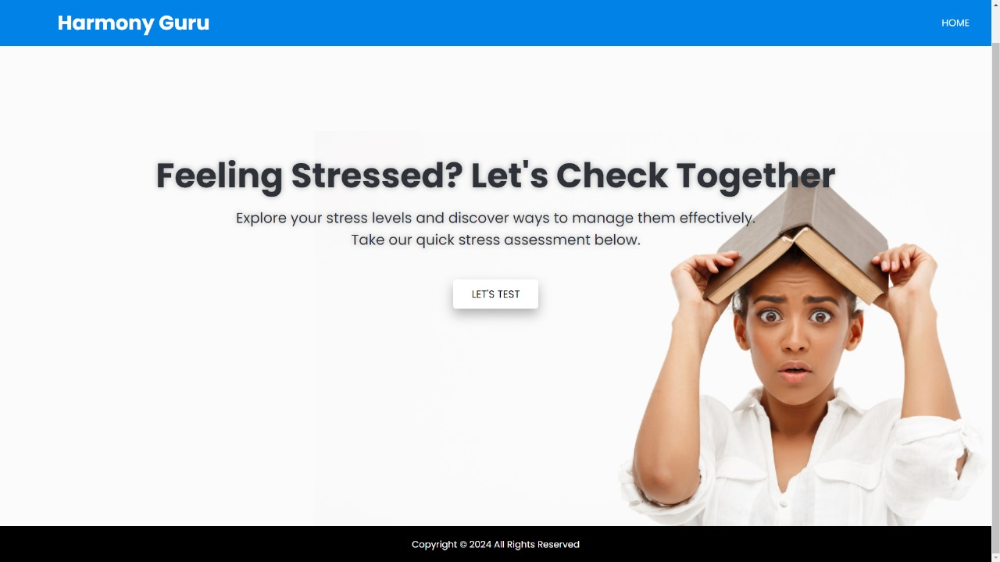 Harmony Guru
HOME
Feeling Stressed? Let's Check Together
Explore your stress levels and discover ways to manage them effectively.
Take our quick stress assessment below.
LET'S TEST
Copyright © 2024 All Rights Reserved